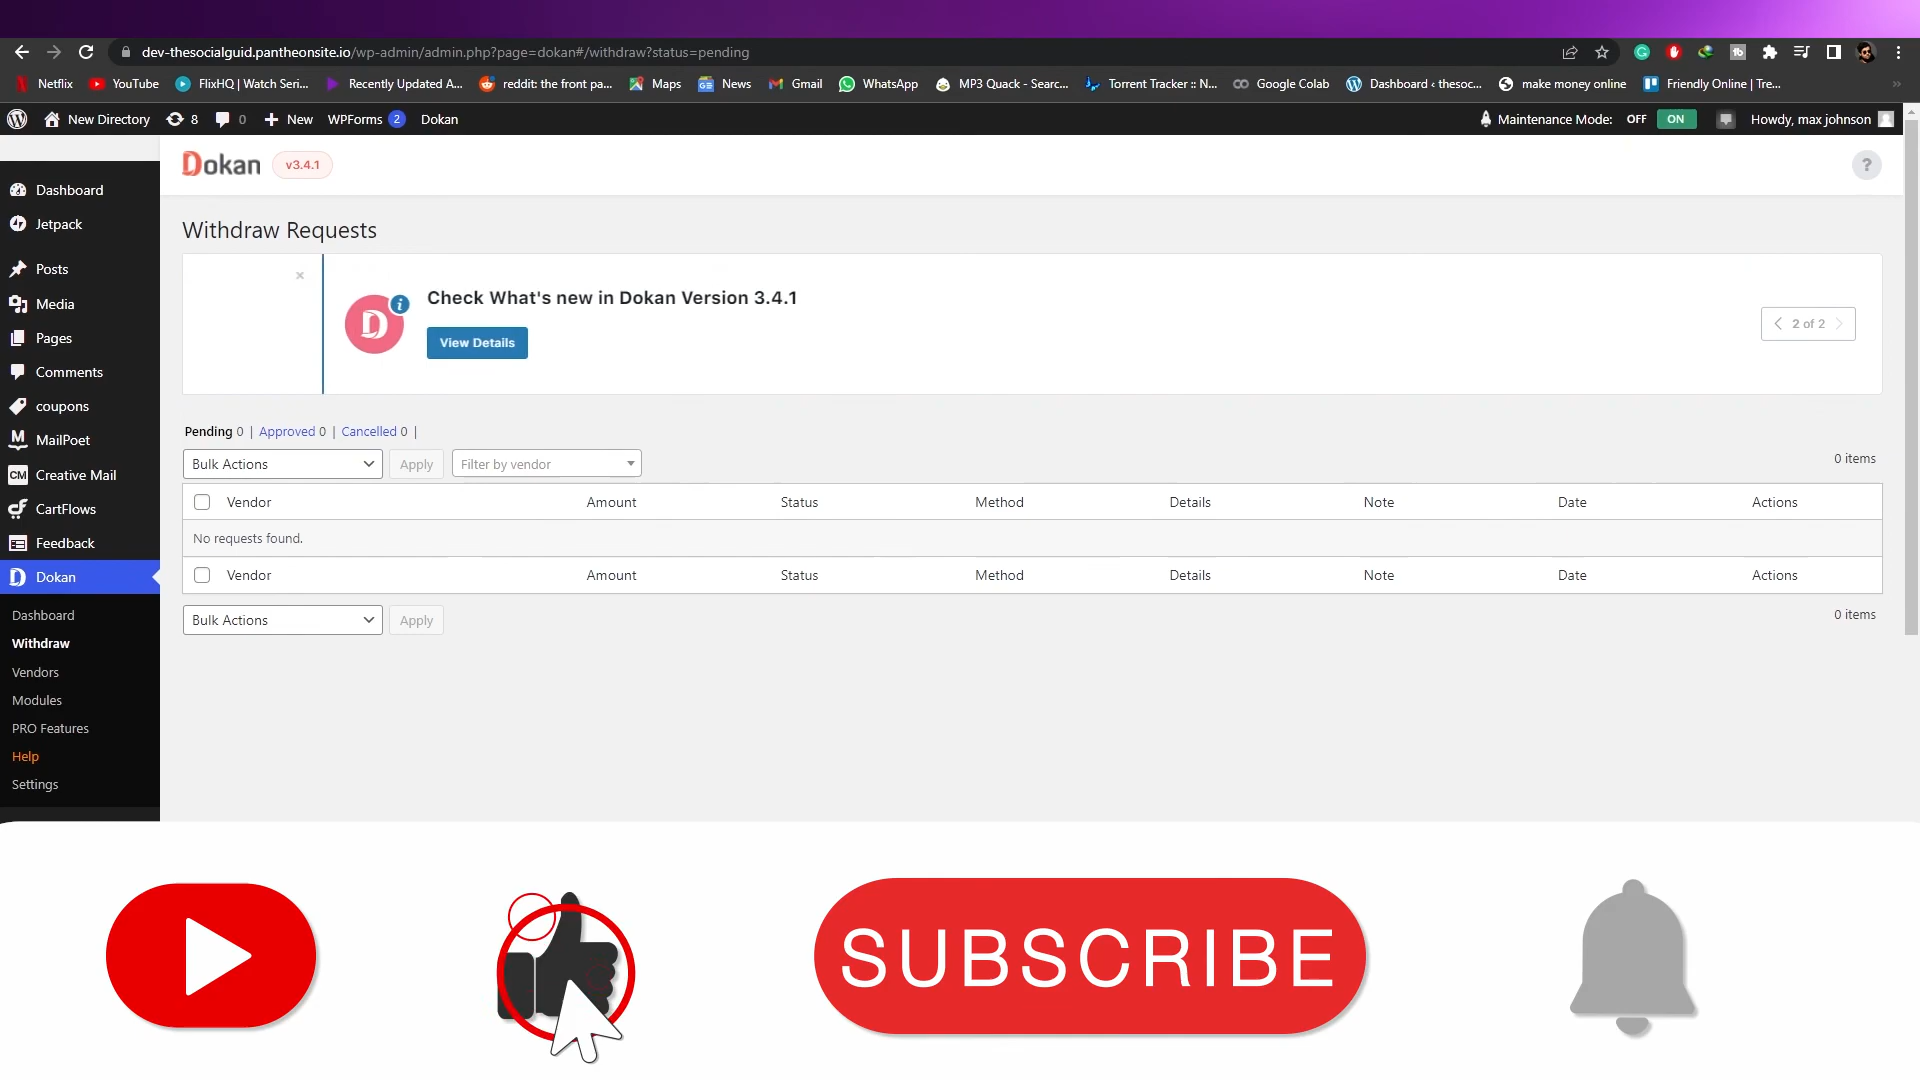 dev-thesocialguid.pantheonsite.io/wp-admin/admin.php?page=dokan#/withdraw?status=pending
Netflix YouTube FlixHQ | Watch Seri... Recently Updated A... reddit: the front pa... Maps News Gmail WhatsApp MP3 Quack - Searc... Torrent Tracker :: N... Google Colab Dashboard ‹ thesoc... make money online Friendly Online | Tre... »
New Directory 8 0 New WPForms 2 Dokan Maintenance Mode: OFF ON Howdy, max johnson
Dokan v3.4.1 ?
Dashboard
Jetpack
Posts
Media
Pages
Comments
coupons
MailPoet
Creative Mail
CartFlows
Feedback
Dokan
Dashboard
Withdraw
Vendors
Modules
PRO Features
Help
Settings
Withdraw Requests
Check What's new in Dokan Version 3.4.1
View Details
2 of 2
Pending 0 | Approved 0 | Cancelled 0 |
Bulk Actions Apply Filter by vendor 0 items
Vendor Amount Status Method Details Note Date Actions
No requests found.
Vendor Amount Status Method Details Note Date Actions
Bulk Actions Apply 0 items
SUBSCRIBE